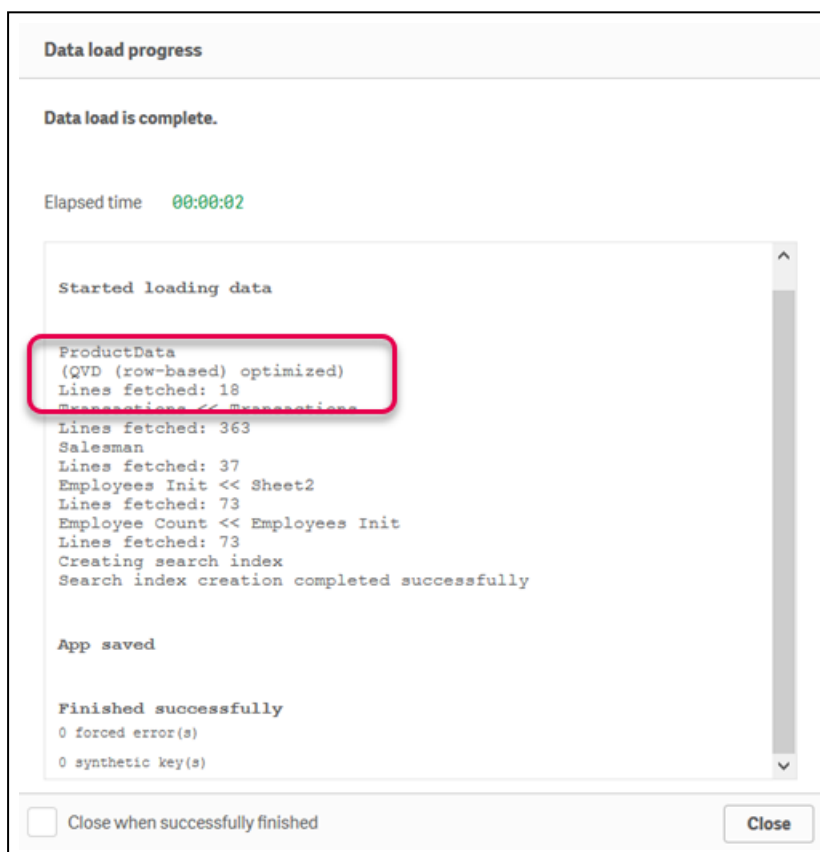 Data load progress
Data load is complete.
Elapsed time 00:00:02
Started loading data
ProductData
(QVD (row-based) optimized)
Lines fetched: 18
Transactions << Transactions
Lines fetched: 363
Salesman
Lines fetched: 37
Employees Init << Sheet2
Lines fetched: 73
Employee Count << Employees Init
Lines fetched: 73
Creating search index
Search index creation completed successfully
App saved
Finished successfully
0 forced error(s)
0 synthetic key(s)
Close when successfully finished
Close